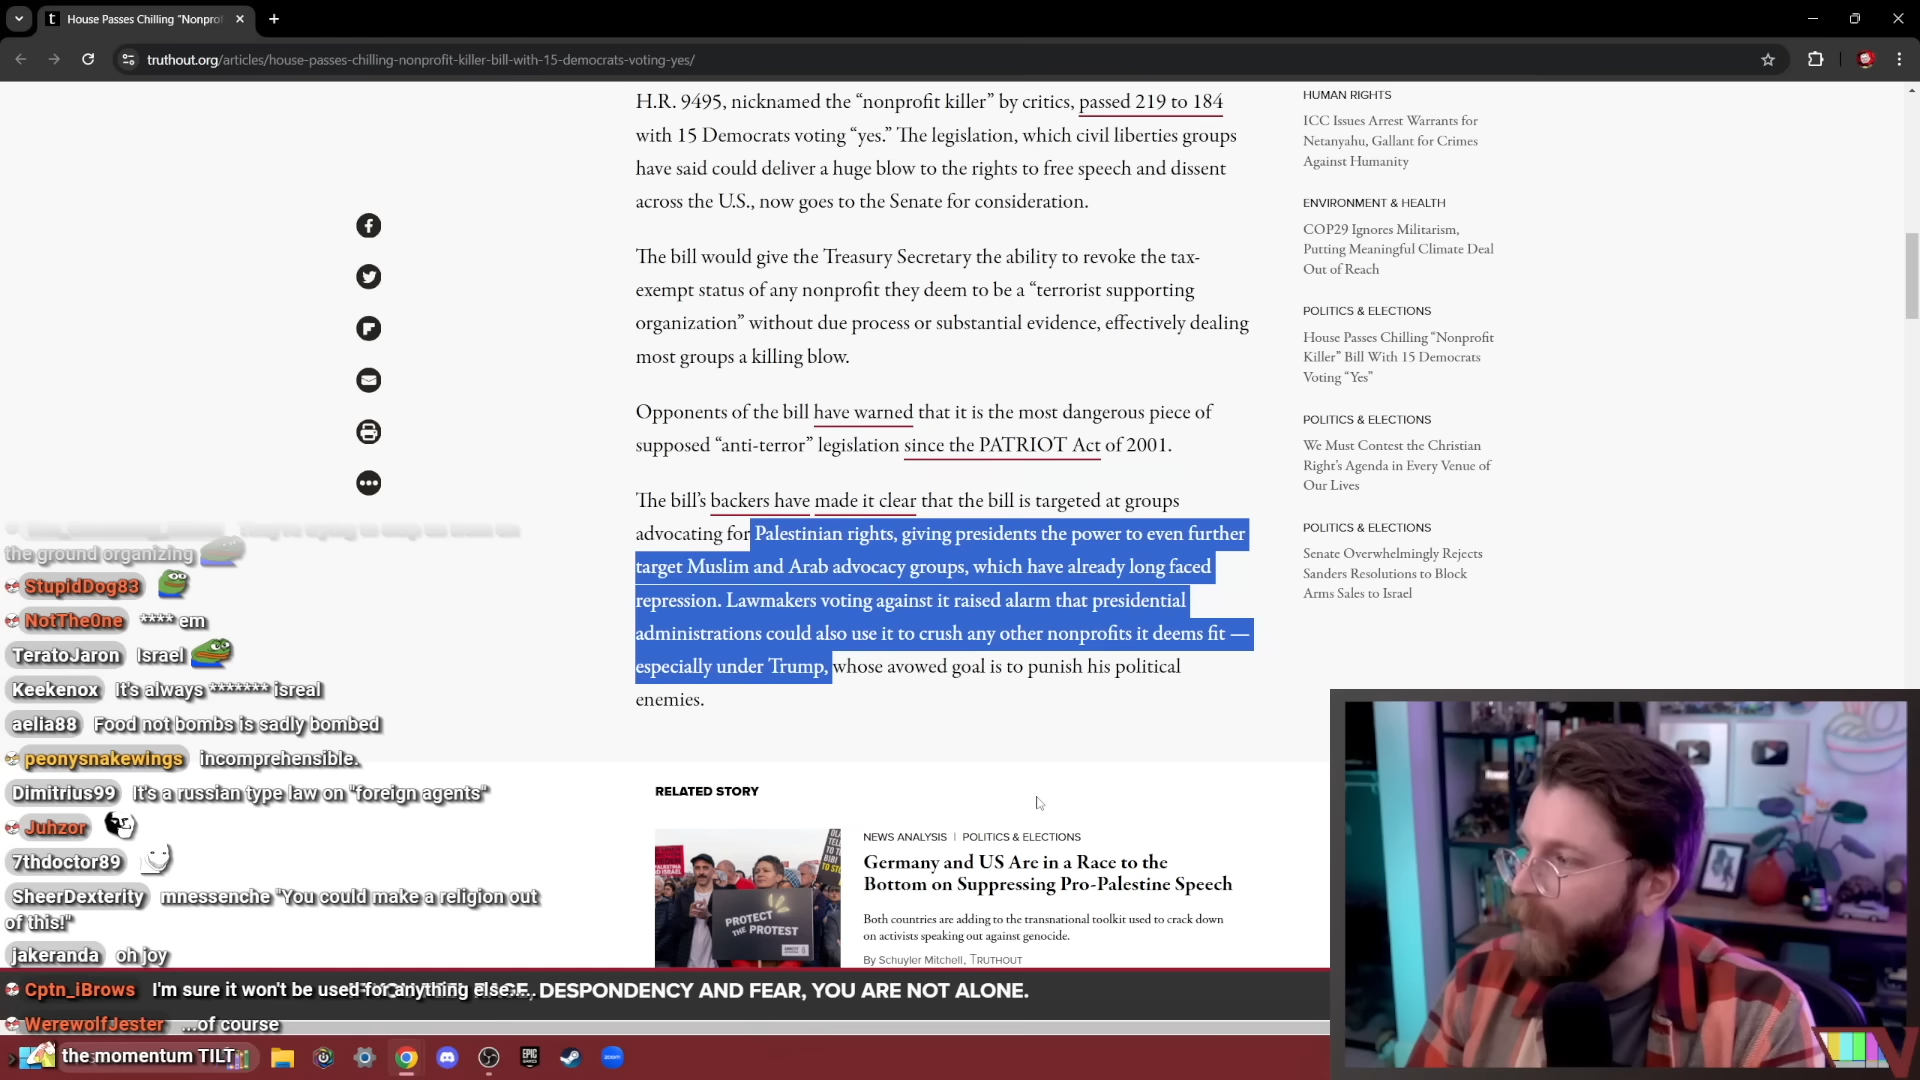 House Passes Chilling "Nonprof
truthout.org/articles/house-passes-chilling-nonprofit-killer-bill-with-15-democrats-voting-yes/
H.R. 9495, nicknamed the “nonprofit killer” by critics, passed 219 to 184
with 15 Democrats voting “yes.” The legislation, which civil liberties groups
have said could deliver a huge blow to the rights to free speech and dissent
across the U.S., now goes to the Senate for consideration.
The bill would give the Treasury Secretary the ability to revoke the tax-
exempt status of any nonprofit they deem to be a “terrorist supporting
organization” without due process or substantial evidence, effectively dealing
most groups a killing blow.
Opponents of the bill have warned that it is the most dangerous piece of
supposed “anti-terror” legislation since the PATRIOT Act of 2001.
The bill’s backers have made it clear that the bill is targeted at groups
advocating for Palestinian rights, giving presidents the power to even further
target Muslim and Arab advocacy groups, which have already long faced
repression. Lawmakers voting against it raised alarm that presidential
administrations could also use it to crush any other nonprofits it deems fit —
especially under Trump, whose avowed goal is to punish his political
enemies.
RELATED STORY
NEWS ANALYSIS | POLITICS & ELECTIONS
Germany and US Are in a Race to the
Bottom on Suppressing Pro-Palestine Speech
Both countries are adding to the transnational toolkit used to crack down
on activists speaking out against genocide.
By Schuyler Mitchell, TRUTHOUT
PROTECT
THE PROTEST
HUMAN RIGHTS
ICC Issues Arrest Warrants for
Netanyahu, Gallant for Crimes
Against Humanity
ENVIRONMENT & HEALTH
COP29 Ignores Militarism,
Putting Meaningful Climate Deal
Out of Reach
POLITICS & ELECTIONS
House Passes Chilling “Nonprofit
Killer” Bill With 15 Democrats
Voting “Yes”
POLITICS & ELECTIONS
We Must Contest the Christian
Right’s Agenda in Every Venue of
Our Lives
POLITICS & ELECTIONS
Senate Overwhelmingly Rejects
Sanders Resolutions to Block
Arms Sales to Israel
the ground organizing
StupidDog83
NotTheOne **** em
TeratoJaron Israel
Keekenox It's always ******* isreal
aelia88 Food not bombs is sadly bombed
peonysnakewings incomprehensible.
Dimitrius99 It's a russian type law on "foreign agents"
Juhzor
7thdoctor89
SheerDexterity mnessenche "You could make a religion out
of this!"
jakeranda oh joy
Cptn_iBrows I'm sure it won't be used for anything else...
DESPONDENCY AND FEAR, YOU ARE NOT ALONE.
WerewolfJester ...of course
the momentum TILT
EPIC
GAMES
zoom